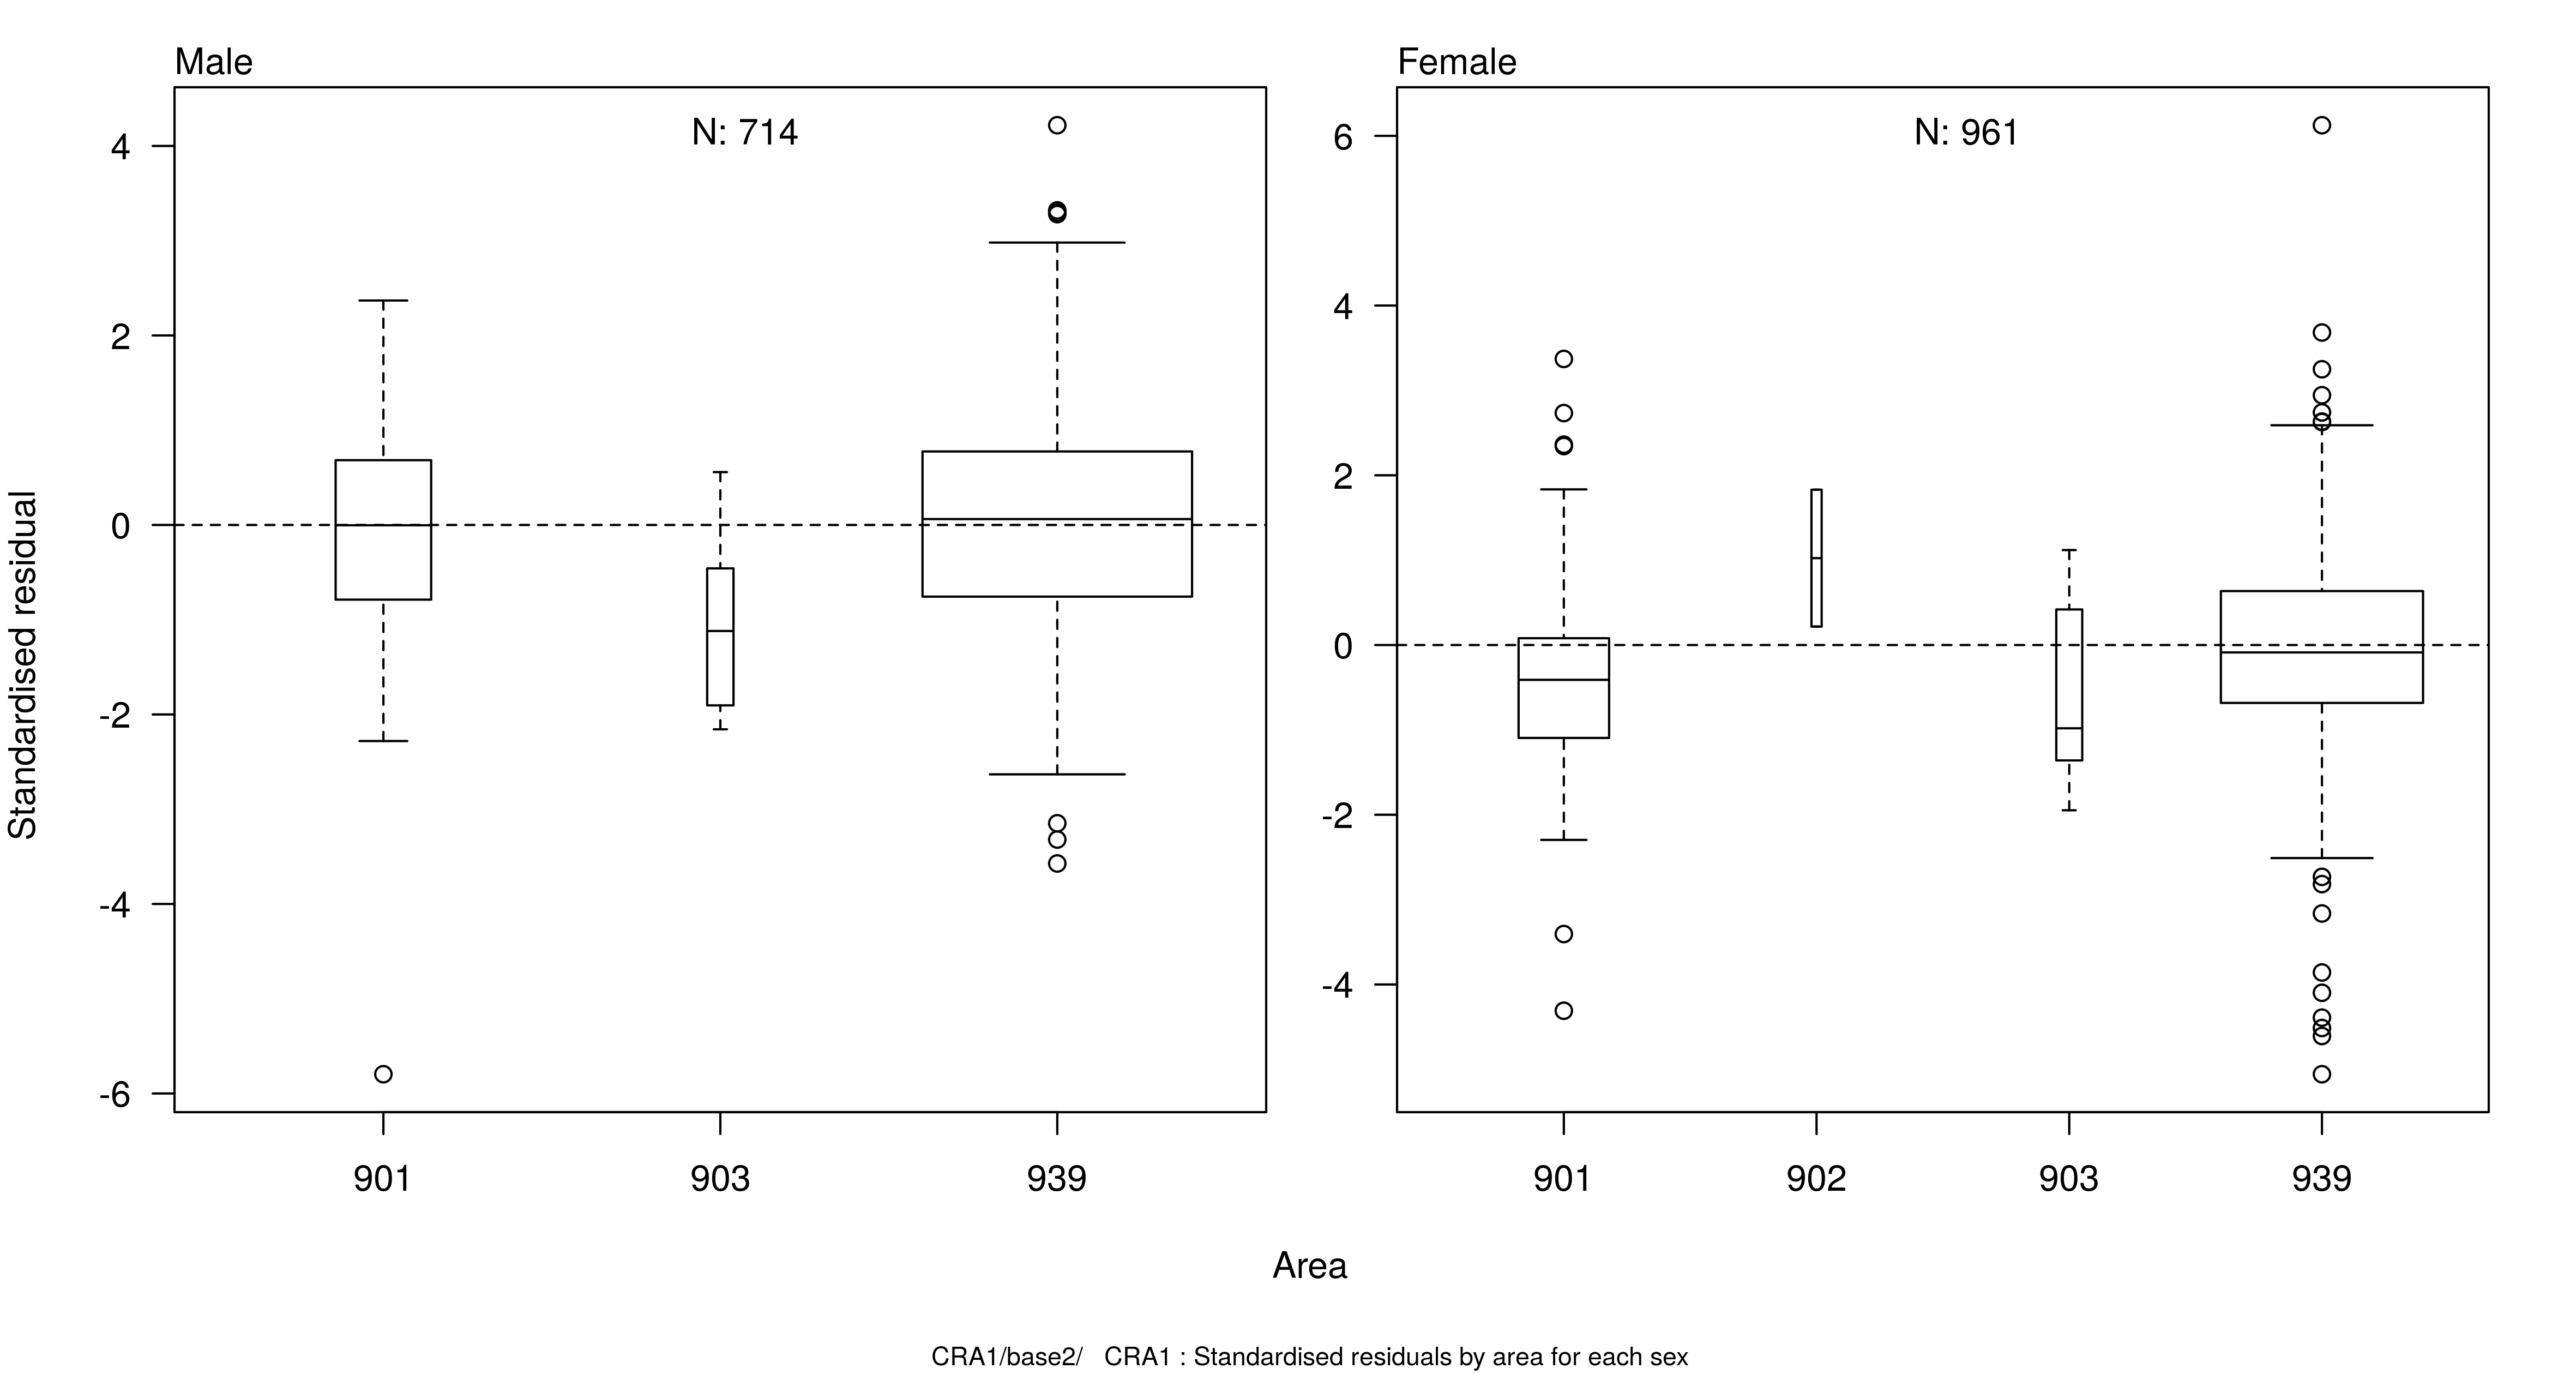 Male
Female
N: 714
N: 961
4
2
0
-2
-4
-6
6
4
2
0
-2
-4
Standardised residual
901
903
939
901
902
903
939
Area
CRA1/base2/ CRA1 : Standardised residuals by area for each sex